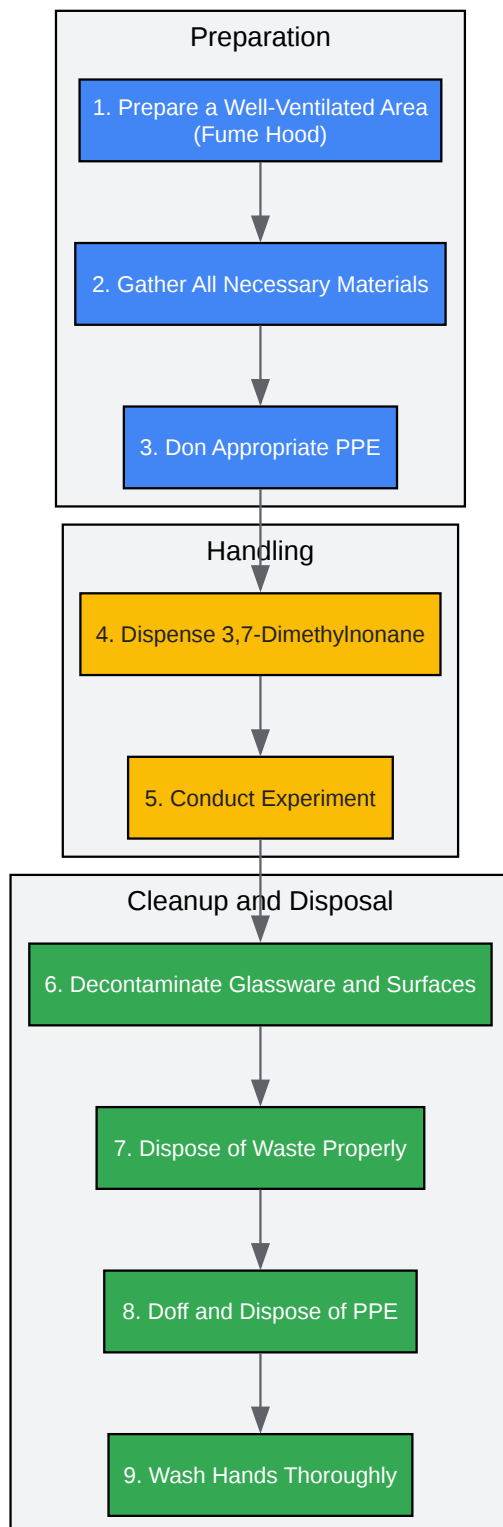 Preparation
1. Prepare a Well-Ventilated Area
(Fume Hood)
2. Gather All Necessary Materials
3. Don Appropriate PPE
Handling
4. Dispense 3,7-Dimethylnonane
5. Conduct Experiment
Cleanup and Disposal
6. Decontaminate Glassware and Surfaces
7. Dispose of Waste Properly
8. Doff and Dispose of PPE
9. Wash Hands Thoroughly